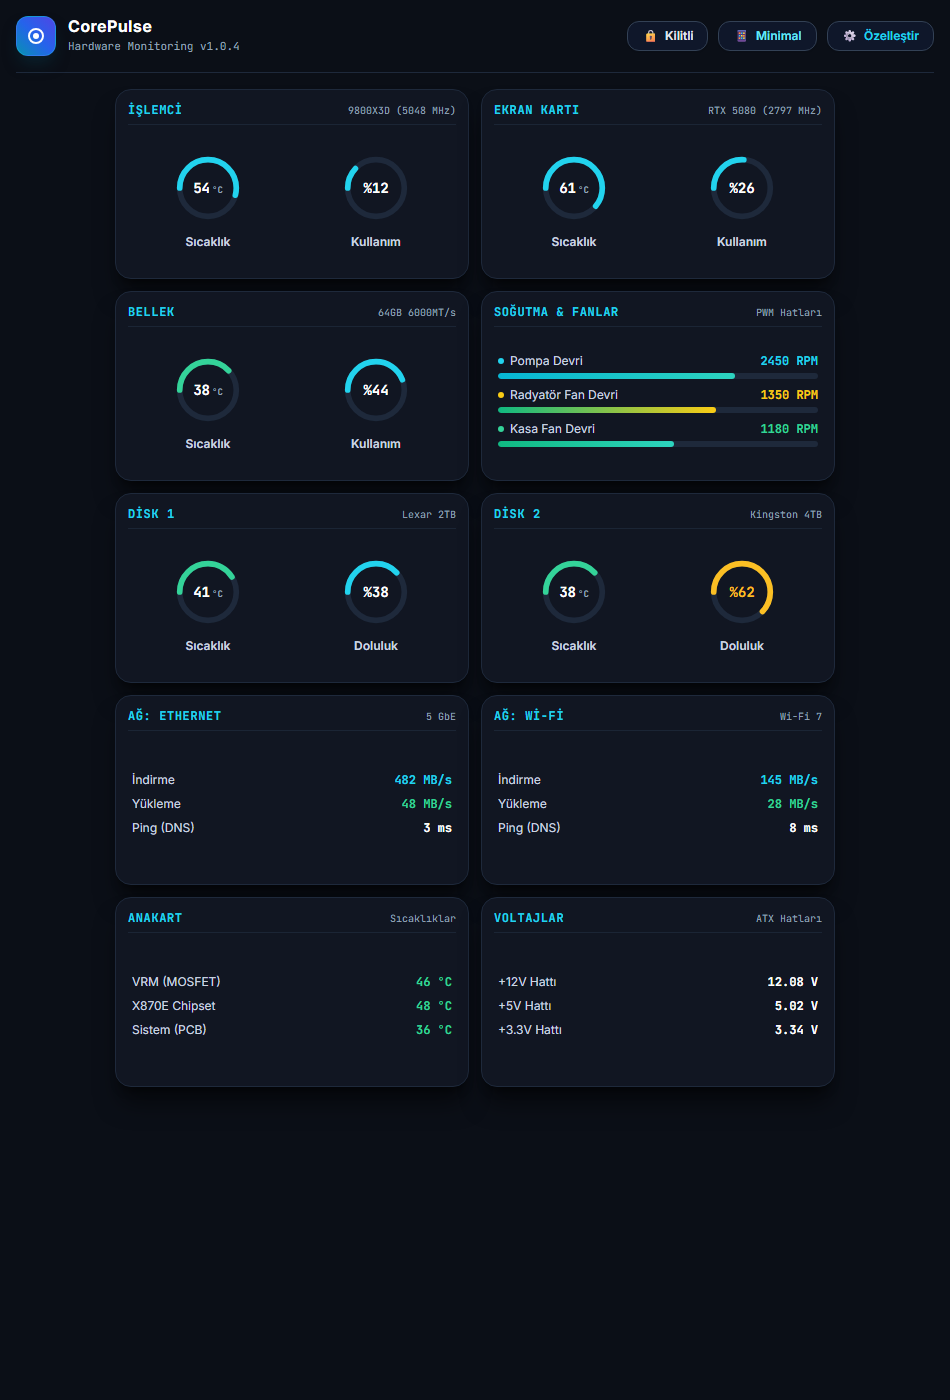 CorePulse
Hardware Monitoring v1.0.4
Kilitli
Minimal
Özelleştir
İŞLEMCİ
9800X3D (5048 MHz)
54 °C
%12
Sıcaklık
Kullanım
EKRAN KARTI
RTX 5080 (2797 MHz)
61 °C
%26
Sıcaklık
Kullanım
BELLEK
64GB 6000MT/s
38 °C
%44
Sıcaklık
Kullanım
SOĞUTMA & FANLAR
PWM Hatları
Pompa Devri
2450 RPM
Radyatör Fan Devri
1350 RPM
Kasa Fan Devri
1180 RPM
DİSK 1
Lexar 2TB
41 °C
%38
Sıcaklık
Doluluk
DİSK 2
Kingston 4TB
38 °C
%62
Sıcaklık
Doluluk
AĞ: ETHERNET
5 GbE
İndirme
482 MB/s
Yükleme
48 MB/s
Ping (DNS)
3 ms
AĞ: Wİ-Fİ
Wi-Fi 7
İndirme
145 MB/s
Yükleme
28 MB/s
Ping (DNS)
8 ms
ANAKART
Sıcaklıklar
VRM (MOSFET)
46 °C
X870E Chipset
48 °C
Sistem (PCB)
36 °C
VOLTAJLAR
ATX Hatları
+12V Hattı
12.08 V
+5V Hattı
5.02 V
+3.3V Hattı
3.34 V